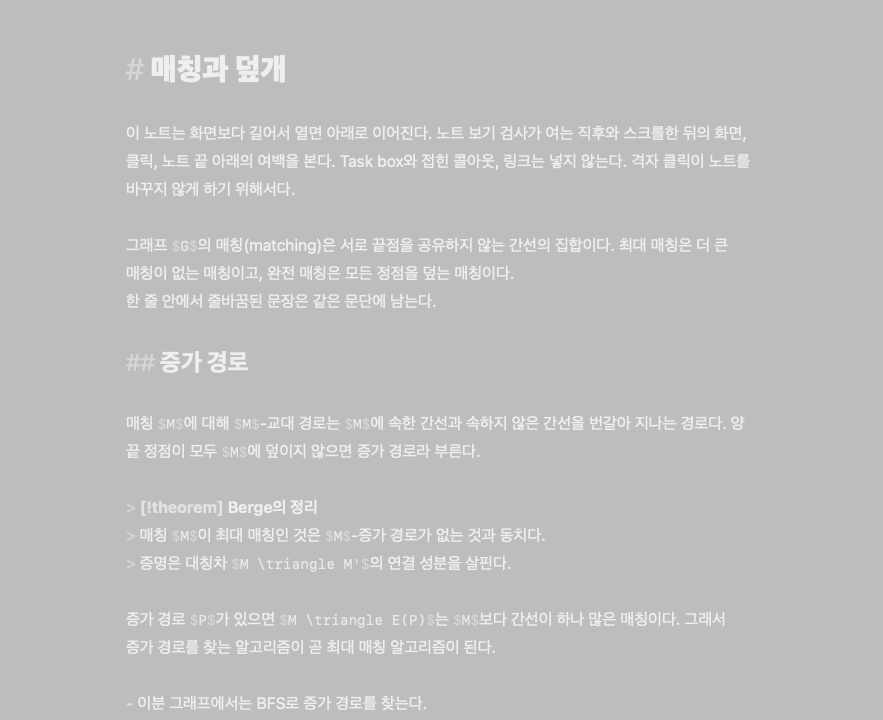 # 매칭과 덮개
이 노트는 화면보다 길어서 열면 아래로 이어진다. 노트 보기 검사가 여는 직후와 스크롤한 뒤의 화면,
클릭, 노트 끝 아래의 여백을 본다. Task box와 접힌 콜아웃, 링크는 넣지 않는다. 격자 클릭이 노트를
바꾸지 않게 하기 위해서다.
그래프 $G$의 매칭(matching)은 서로 끝점을 공유하지 않는 간선의 집합이다. 최대 매칭은 더 큰
매칭이 없는 매칭이고, 완전 매칭은 모든 정점을 덮는 매칭이다.
한 줄 안에서 줄바꿈된 문장은 같은 문단에 남는다.
## 증가 경로
매칭 $M$에 대해 $M$-교대 경로는 $M$에 속한 간선과 속하지 않은 간선을 번갈아 지나는 경로다. 양
끝 정점이 모두 $M$에 덮이지 않으면 증가 경로라 부른다.
> [!theorem] Berge의 정리
> 매칭 $M$이 최대 매칭인 것은 $M$-증가 경로가 없는 것과 동치다.
> 증명은 대칭차 $M \triangle M'$의 연결 성분을 살핀다.
증가 경로 $P$가 있으면 $M \triangle E(P)$는 $M$보다 간선이 하나 많은 매칭이다. 그래서
증가 경로를 찾는 알고리즘이 곧 최대 매칭 알고리즘이 된다.
- 이분 그래프에서는 BFS로 증가 경로를 찾는다.